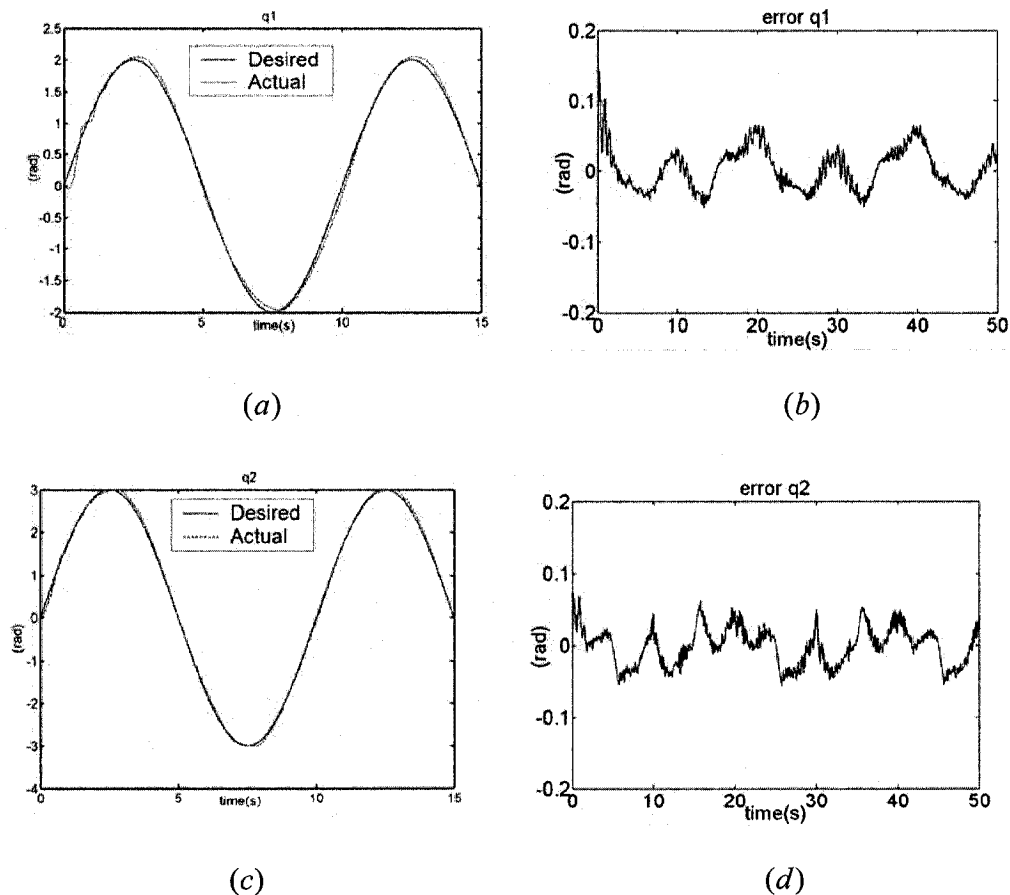 q1
2.5
2
1.5
1
0.5
0
-0.5
-1
-1.5
-2
(rad)
Desired
Actual
0
5
10
15
time(s)
(a)
error q1
0.2
0.1
0
-0.1
-0.2
(rad)
0
10
20
30
40
50
time(s)
(b)
q2
3
2
1
0
-1
-2
-3
-4
(rad)
Desired
Actual
0
5
10
15
time(s)
(c)
error q2
0.2
0.1
0
-0.1
-0.2
(rad)
0
10
20
30
40
50
time(s)
(d)